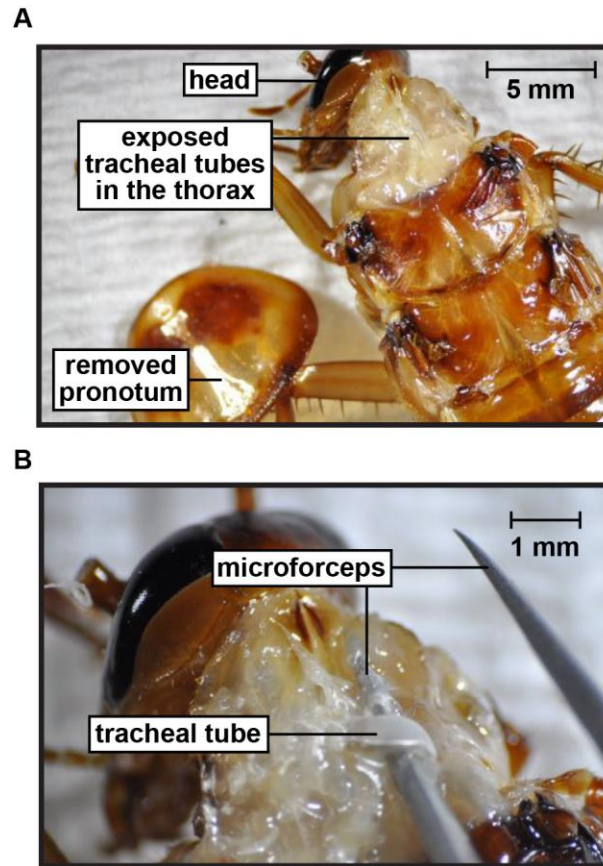 A
head
5 mm
exposed
tracheal tubes
in the thorax
removed
pronotum
B
1 mm
microforceps
tracheal tube